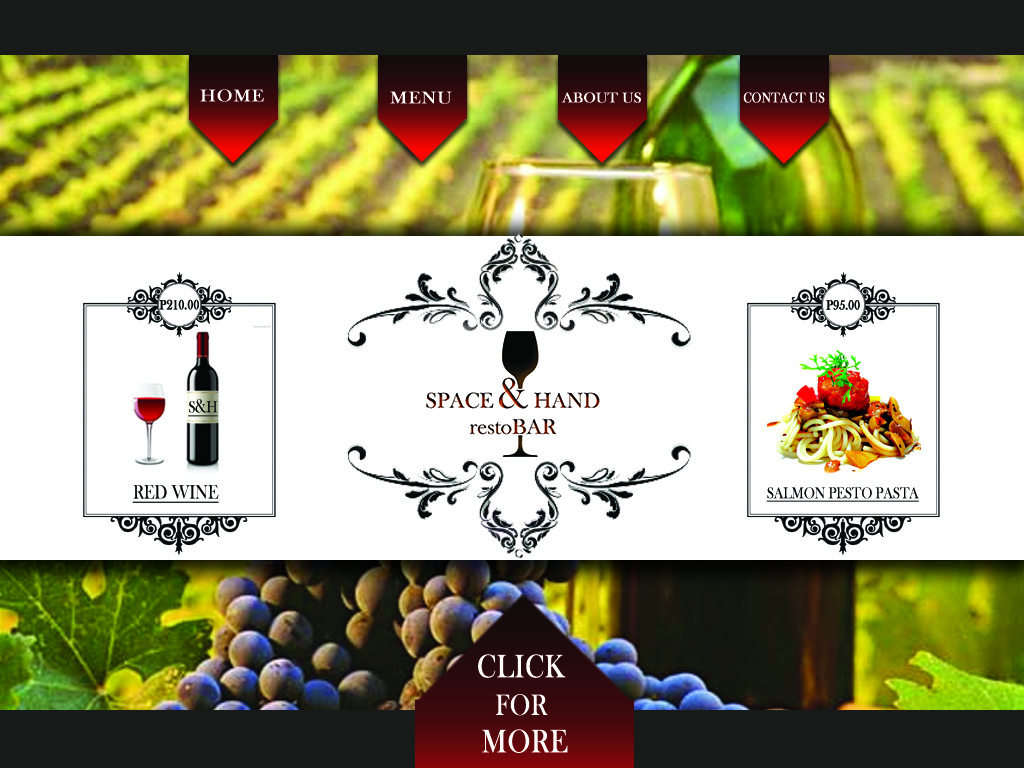 HOME
MENU
ABOUT US
CONTACT US
P210.00
S&H
RED WINE
SPACE & HAND
restoBAR
P95.00
SALMON PESTO PASTA
CLICK
FOR
MORE